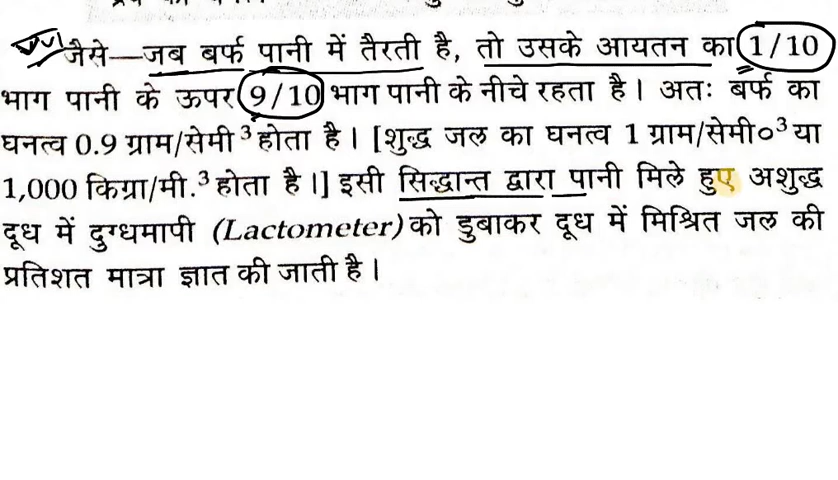 जैसे—जब बर्फ पानी में तैरती है, तो उसके आयतन का 1/10
भाग पानी के ऊपर 9/10 भाग पानी के नीचे रहता है। अतः बर्फ का
घनत्व 0.9 ग्राम/सेमी³ होता है। [शुद्ध जल का घनत्व 1 ग्राम/सेमी०³ या
1,000 किग्रा/मी.³ होता है।] इसी सिद्धान्त द्वारा पानी मिले हुए अशुद्ध
दूध में दुग्धमापी (Lactometer) को डुबाकर दूध में मिश्रित जल की
प्रतिशत मात्रा ज्ञात की जाती है।